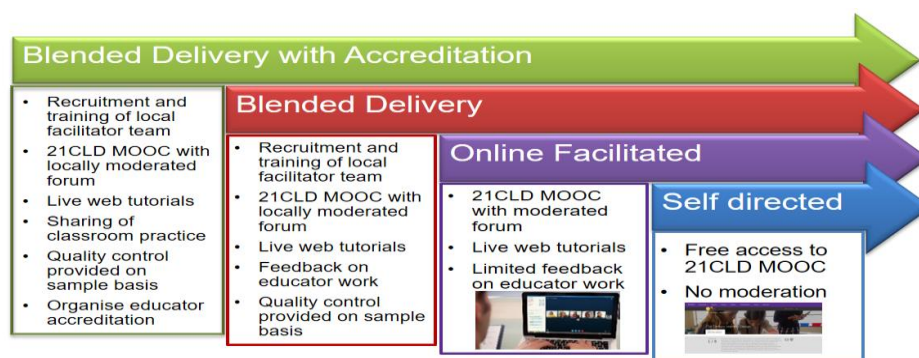 Blended Delivery with Accreditation
• Recruitment and
training of local
facilitator team
• 21CLD MOOC with
locally moderated
forum
• Live web tutorials
• Sharing of
classroom practice
• Quality control
provided on
sample basis
• Organise educator
accreditation
Blended Delivery
• Recruitment and
training of local
facilitator team
• 21CLD MOOC with
locally moderated
forum
• Live web tutorials
• Feedback on
educator work
• Quality control
provided on sample
basis
Online Facilitated
• 21CLD MOOC
with moderated
forum
• Live web tutorials
• Limited feedback
on educator work
Self directed
• Free access to
21CLD MOOC
• No moderation